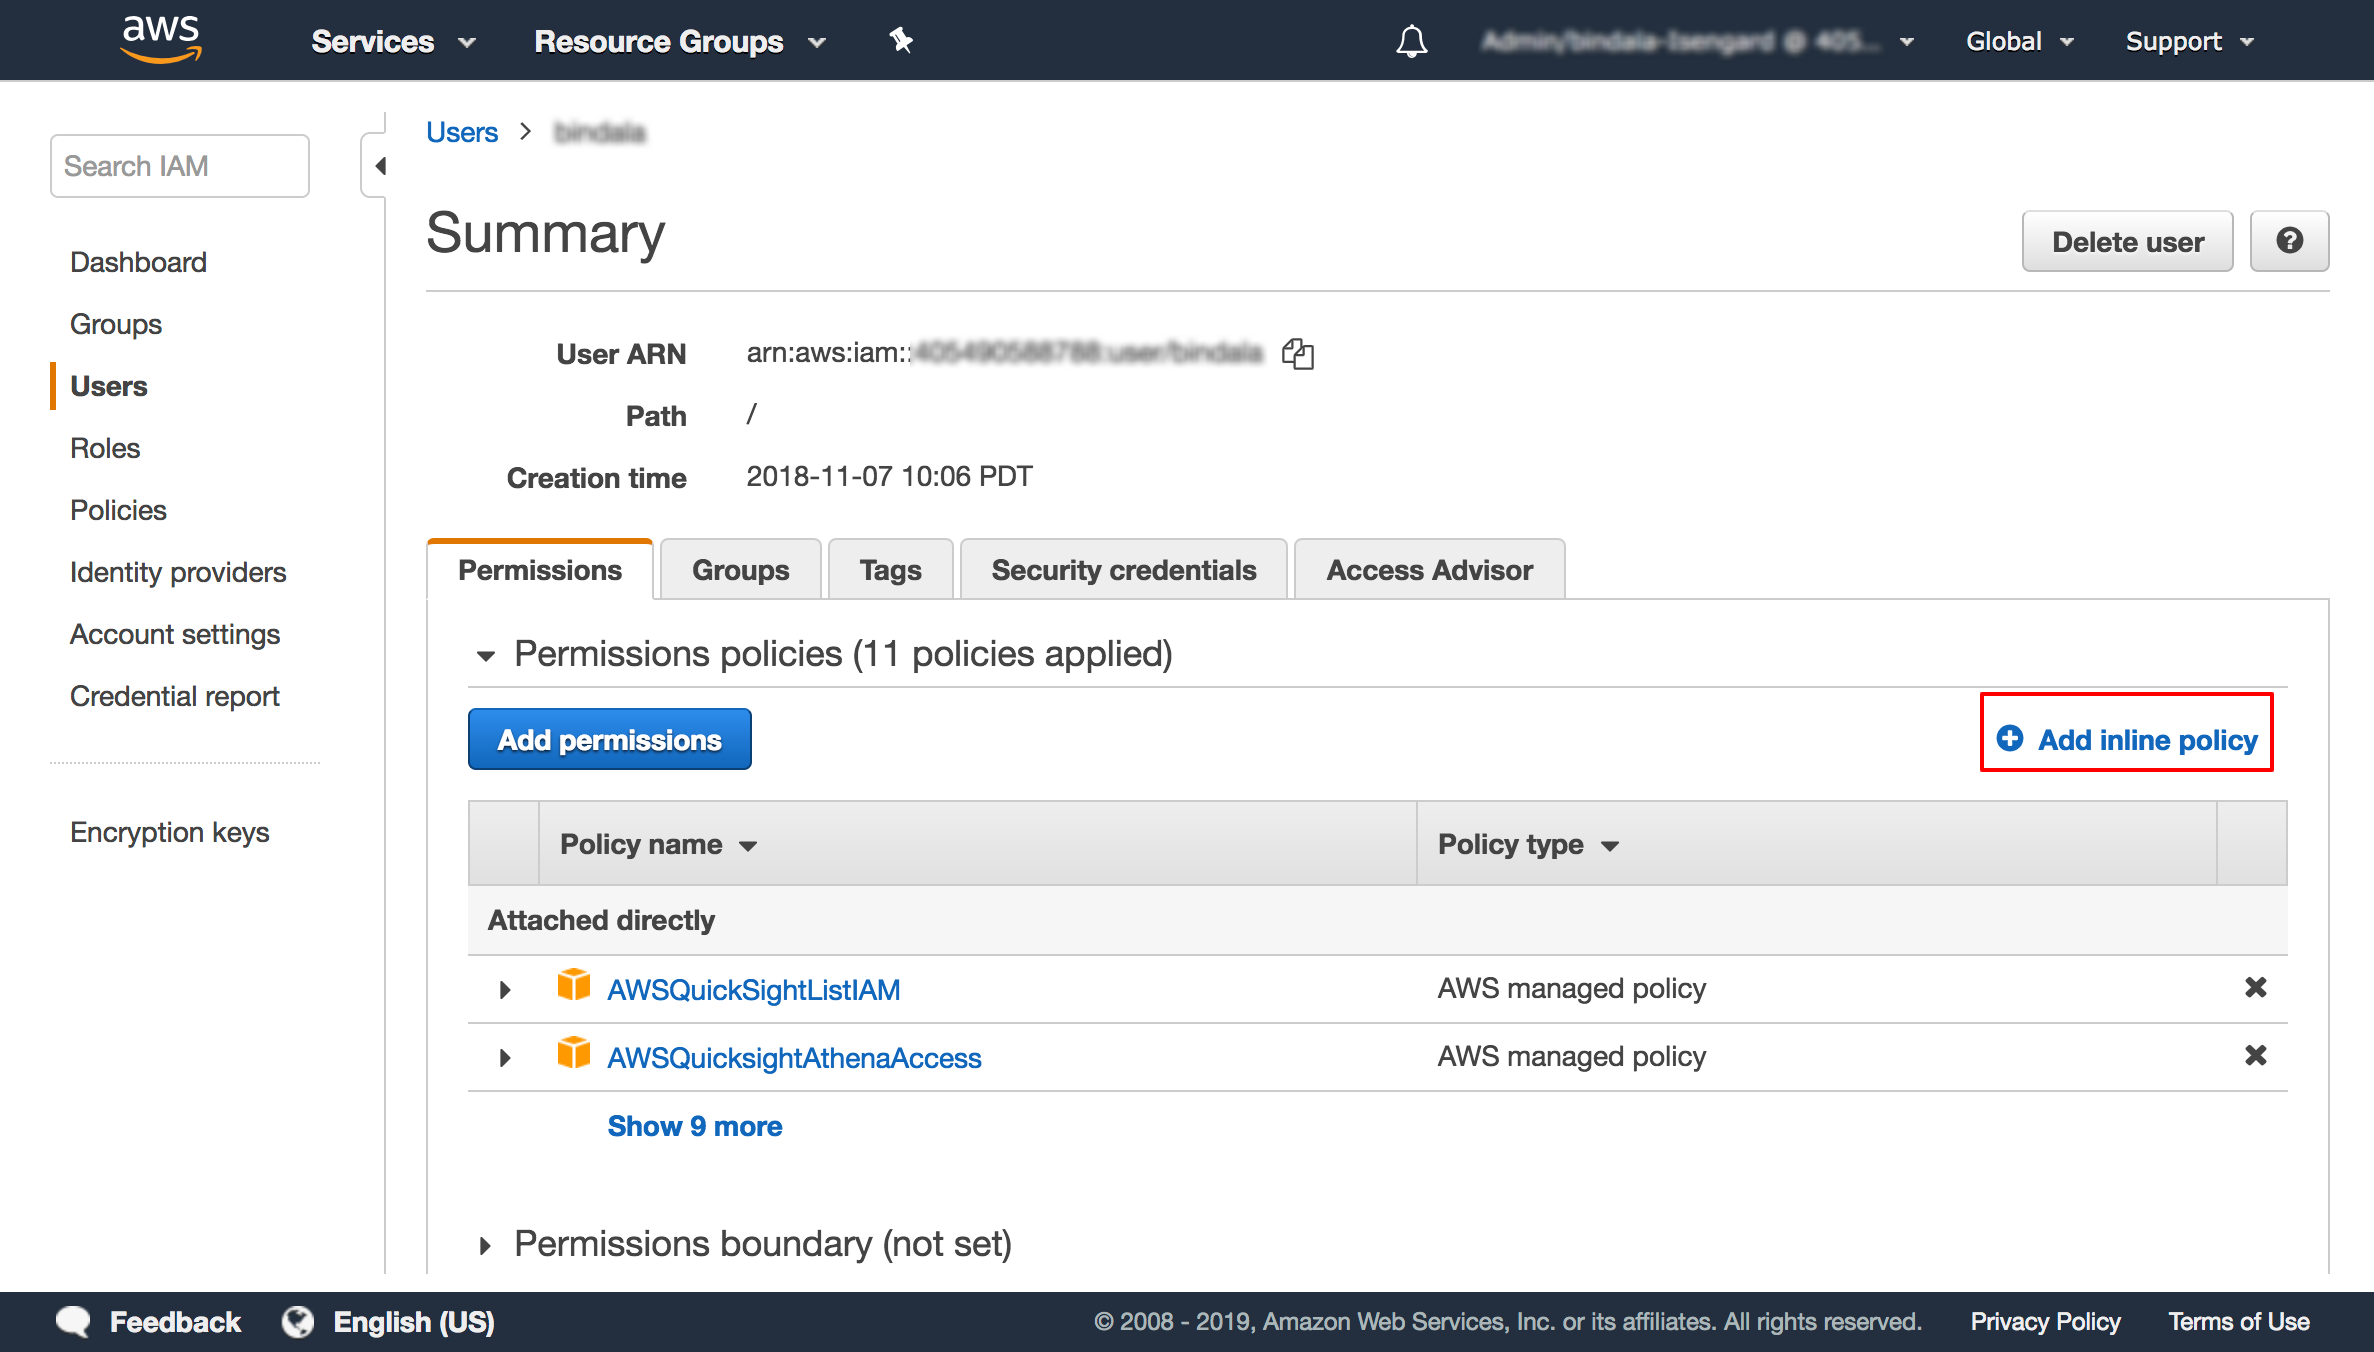 aws Services Resource Groups Global Support
Users >
Search IAM
Summary
Delete user
Dashboard
Groups
Users
Roles
Policies
Identity providers
Account settings
Credential report
Encryption keys
User ARN arn:aws:iam::
Path /
Creation time 2018-11-07 10:06 PDT
Permissions Groups Tags Security credentials Access Advisor
Permissions policies (11 policies applied)
Add permissions Add inline policy
Policy name Policy type
Attached directly
AWSQuickSightListIAM AWS managed policy
AWSQuicksightAthenaAccess AWS managed policy
Show 9 more
Permissions boundary (not set)
Feedback English (US) © 2008 - 2019, Amazon Web Services, Inc. or its affiliates. All rights reserved. Privacy Policy Terms of Use